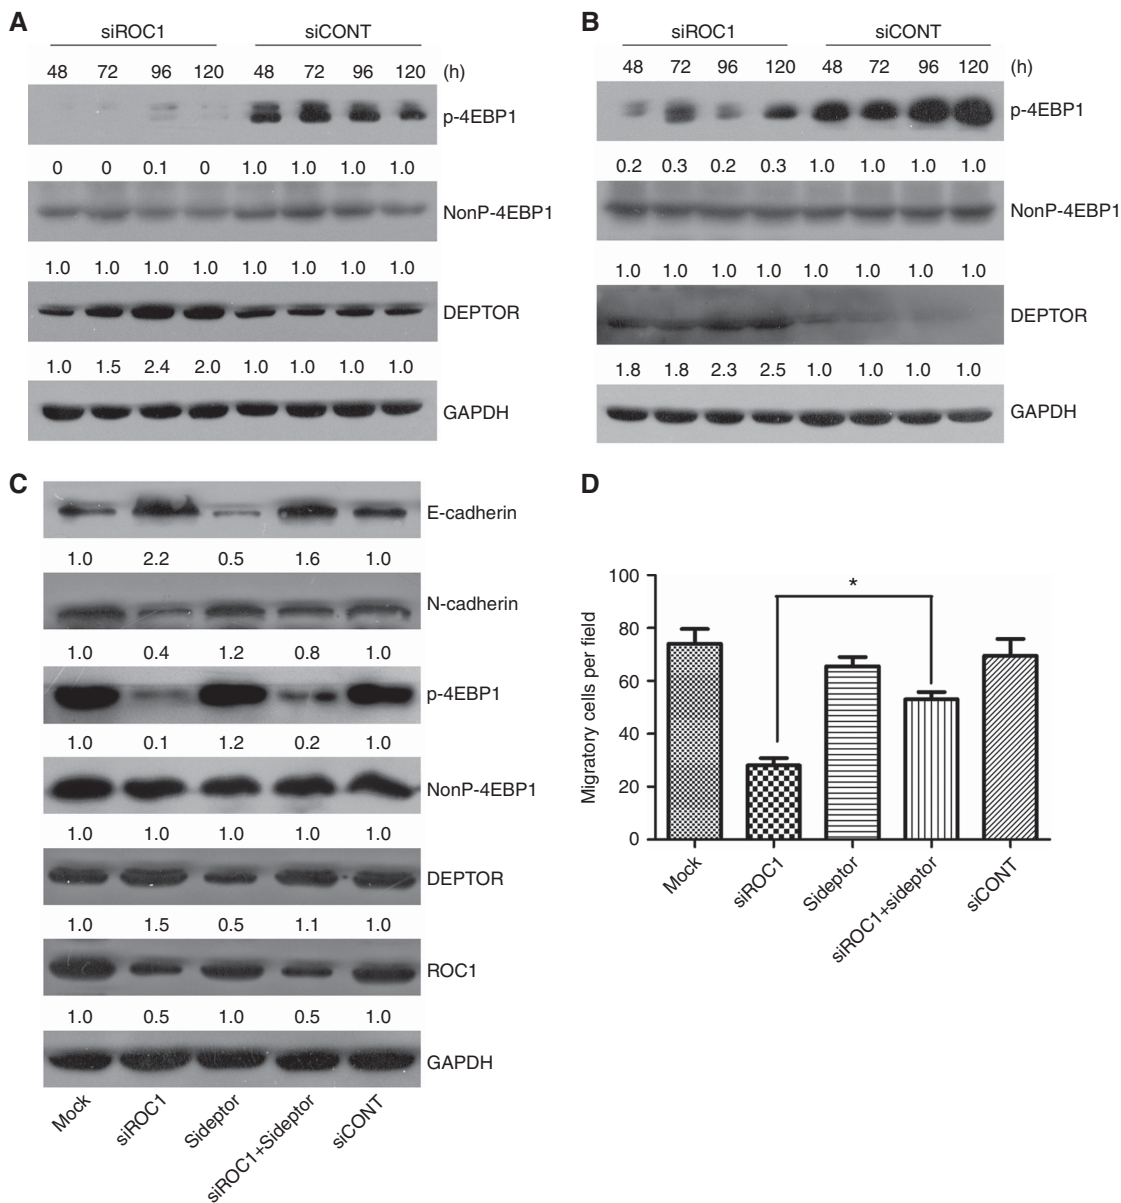 A
siROC1 siCONT
48 72 96 120 48 72 96 120 (h)
p-4EBP1
0 0 0.1 0 1.0 1.0 1.0 1.0
NonP-4EBP1
1.0 1.0 1.0 1.0 1.0 1.0 1.0 1.0
DEPTOR
1.0 1.5 2.4 2.0 1.0 1.0 1.0 1.0
GAPDH
B
siROC1 siCONT
48 72 96 120 48 72 96 120 (h)
p-4EBP1
0.2 0.3 0.2 0.3 1.0 1.0 1.0 1.0
NonP-4EBP1
1.0 1.0 1.0 1.0 1.0 1.0 1.0 1.0
DEPTOR
1.8 1.8 2.3 2.5 1.0 1.0 1.0 1.0
GAPDH
C
E-cadherin
1.0 2.2 0.5 1.6 1.0
N-cadherin
1.0 0.4 1.2 0.8 1.0
p-4EBP1
1.0 0.1 1.2 0.2 1.0
NonP-4EBP1
1.0 1.0 1.0 1.0 1.0
DEPTOR
1.0 1.5 0.5 1.1 1.0
ROC1
1.0 0.5 1.0 0.5 1.0
GAPDH
Mock
siROC1
Sideptor
siROC1+Sideptor
siCONT
D
Migratory cells per field
100
80
60
40
20
0
*
Mock
siROC1
Sideptor
siROC1+sideptor
siCONT